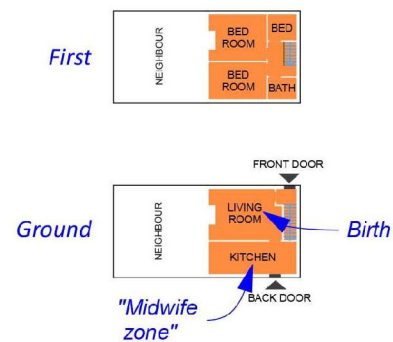 First
NEIGHBOUR
BED
ROOM
BED
BED
ROOM
BATH
FRONT DOOR
Ground
NEIGHBOUR
LIVING
ROOM
Birth
KITCHEN
BACK DOOR
"Midwife
zone"